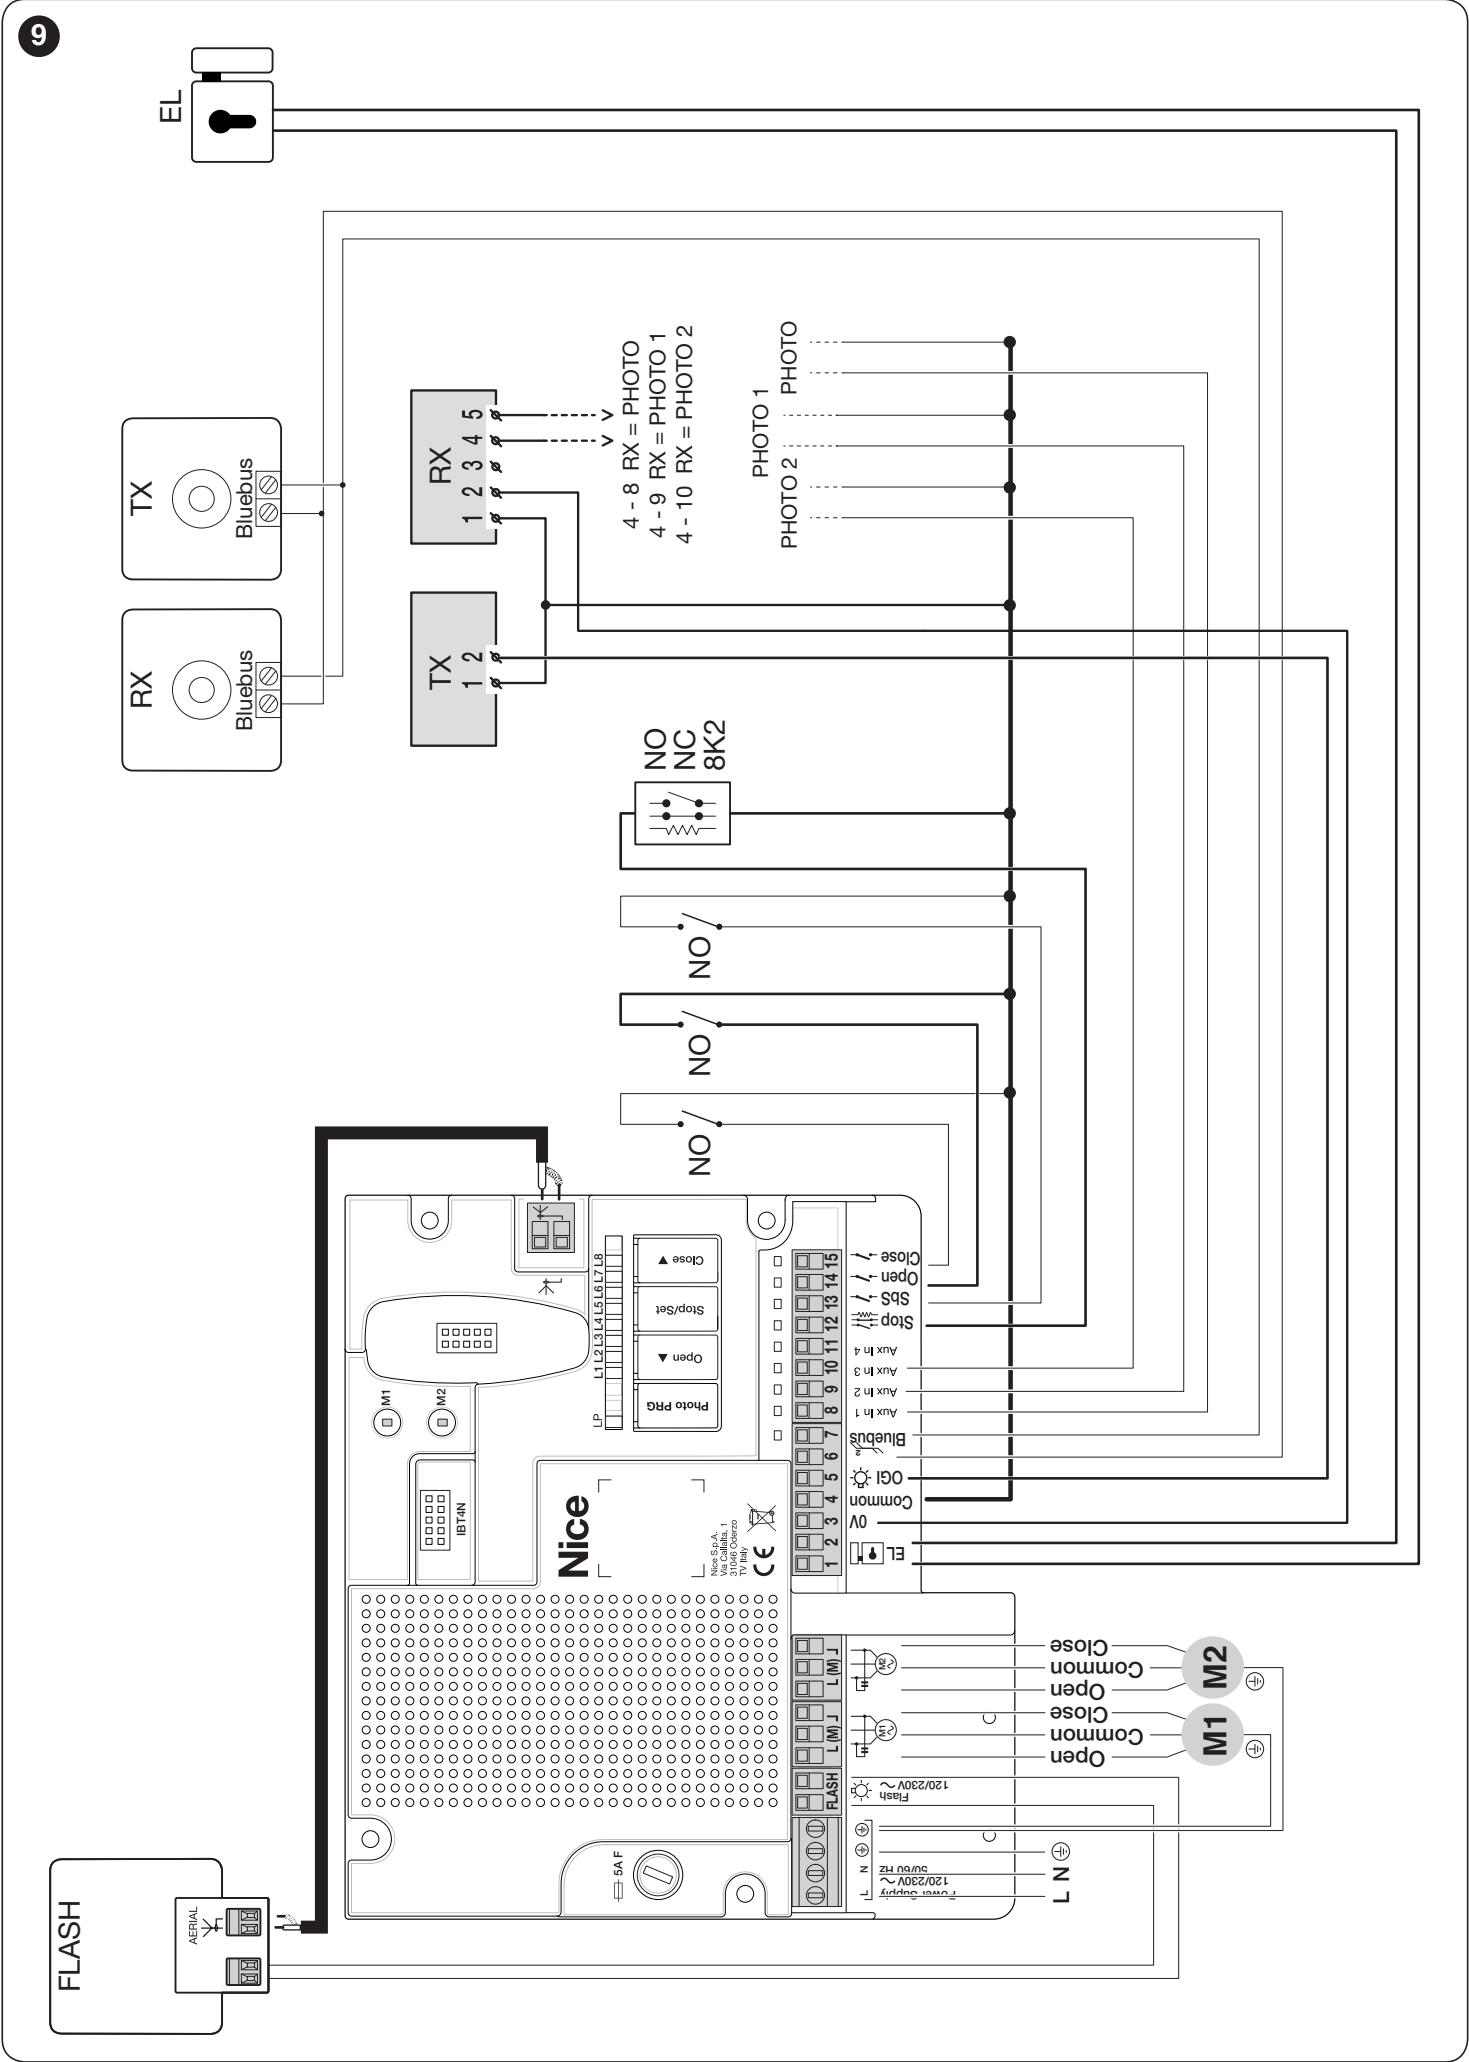 9
EL
TX
Bluebus
RX
Bluebus
RX
1 2 3 4 5
TX
1 2
4 - 8 RX = PHOTO
4 - 9 RX = PHOTO 1
4 - 10 RX = PHOTO 2
PHOTO
PHOTO 1
PHOTO 2
NO
NC
8K2
NO
NO
NO
M1
M2
IBT4N
LP
L1 L2 L3 L4 L5 L6 L7 L8
Photo PRG
Open ▲
Stop/Set
Close ▼
Nice
Nice S.p.A.
Via Callalta, 1
31046 Oderzo
TV Italy
CE
5A F
1 2 3 4 5 6 7 8 9 10 11 12 13 14 15
EL
0V
Common
OGI
Bluebus
Aux In 1
Aux In 2
Aux In 3
Aux In 4
Stop
SbS
Open
Close
FLASH
L (M) L
L (M) L
M1
M2
Flash
120/230V
L N
Power Supply
120/230V
50/60 Hz
L N
Open
Common
Close
M1
Open
Common
Close
M2
FLASH
AERIAL